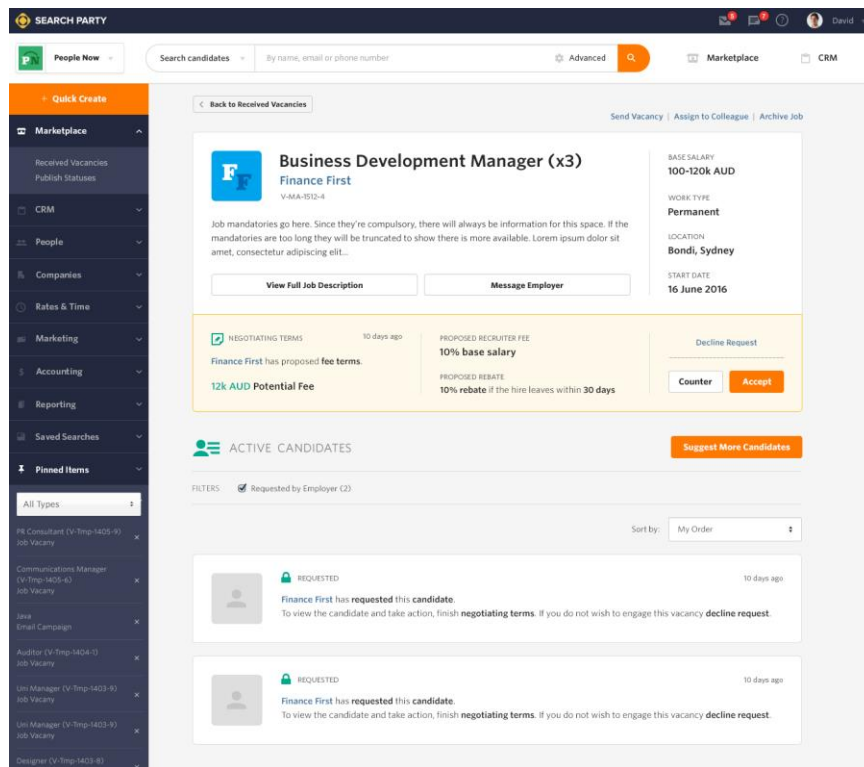 SEARCH PARTY
3
7
David
PN
People Now
Search candidates
By name, email or phone number
Advanced
Marketplace
CRM
+ Quick Create
Marketplace
Received Vacancies
Publish Statuses
CRM
People
Companies
Rates & Time
Marketing
Accounting
Reporting
Saved Searches
Pinned Items
All Types
PR Consultant (V-Tmp-1405-9)
Job Vacany
Communications Manager
(V-Tmp-1405-6)
Job Vacany
Java
Email Campaign
Auditor (V-Tmp-1404-1)
Job Vacany
Uni Manager (V-Tmp-1403-9)
Job Vacany
Uni Manager (V-Tmp-1403-9)
Job Vacany
Designer (V-Tmp-1403-8)
< Back to Received Vacancies
Send Vacancy | Assign to Colleague | Archive Job
FF
Business Development Manager (x3)
Finance First
V-MA-1512-4
Job mandatories go here. Since they're compulsory, there will always be information for this space. If the
mandatories are too long they will be truncated to show there is more available. Lorem ipsum dolor sit
amet, consectetur adipiscing elit...
View Full Job Description
Message Employer
BASE SALARY
100-120k AUD
WORK TYPE
Permanent
LOCATION
Bondi, Sydney
START DATE
16 June 2016
NEGOTIATING TERMS
10 days ago
Finance First has proposed fee terms.
12k AUD Potential Fee
PROPOSED RECRUITER FEE
10% base salary
PROPOSED REBATE
10% rebate if the hire leaves within 30 days
Decline Request
Counter
Accept
ACTIVE CANDIDATES
Suggest More Candidates
FILTERS
Requested by Employer (2)
Sort by:
My Order
REQUESTED
10 days ago
Finance First has requested this candidate.
To view the candidate and take action, finish negotiating terms. If you do not wish to engage this vacancy decline request.
REQUESTED
10 days ago
Finance First has requested this candidate.
To view the candidate and take action, finish negotiating terms. If you do not wish to engage this vacancy decline request.